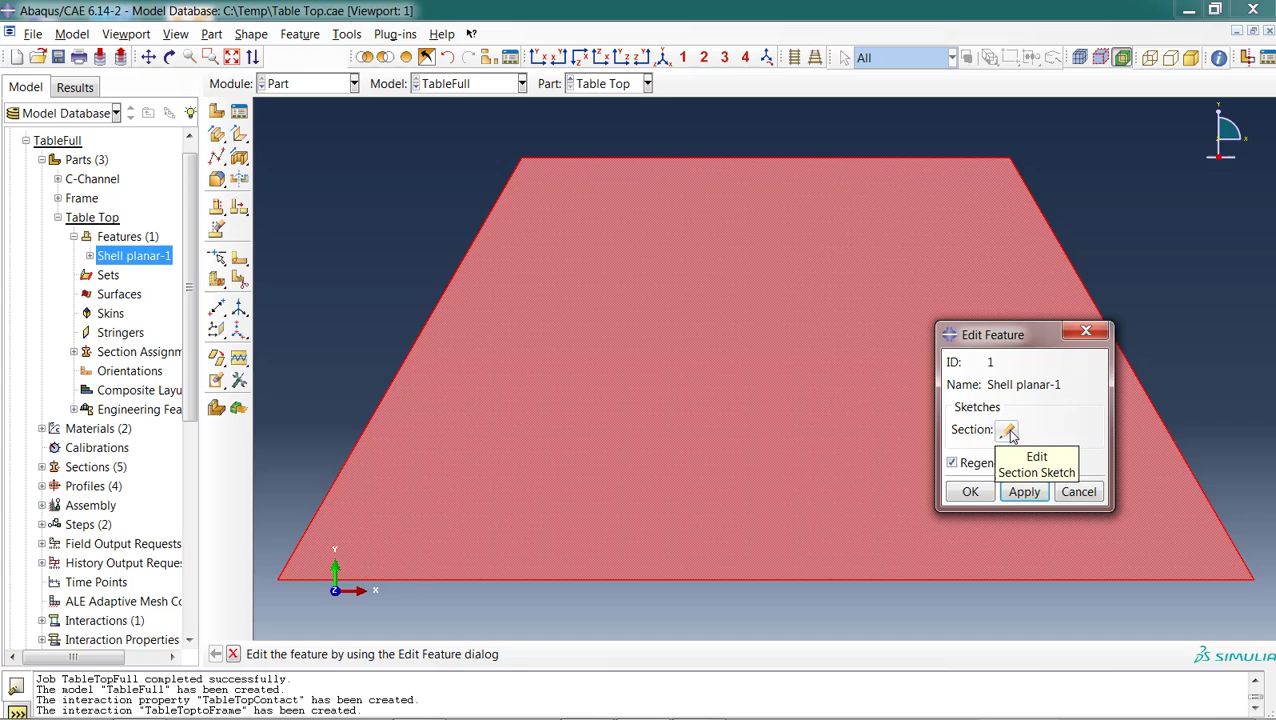 Abaqus/CAE 6.14-2 - Model Database: C:\Temp\Table Top.cae [Viewport: 1]
File Model Viewport View Part Shape Feature Tools Plug-ins Help
All
1 2 3 4
Model Results
Module: Part Model: TableFull Part: Table Top
Model Database
TableFull
Parts (3)
C-Channel
Frame
Table Top
Features (1)
Shell planar-1
Sets
Surfaces
Skins
Stringers
Section Assignm
Orientations
Composite Layu
Engineering Fea
Materials (2)
Calibrations
Sections (5)
Profiles (4)
Assembly
Steps (2)
Field Output Requests
History Output Reques
Time Points
ALE Adaptive Mesh Co
Interactions (1)
Interaction Properties
Y
X
Y
X
Z
Edit Feature
ID: 1
Name: Shell planar-1
Sketches
Section:
Edit
Section Sketch
Regen
OK Apply Cancel
Edit the feature by using the Edit Feature dialog
SIMULIA
Job TableTopFull completed successfully.
The model "TableFull" has been created.
The interaction property "TableTopContact" has been created.
The interaction "TableToptoFrame" has been created.